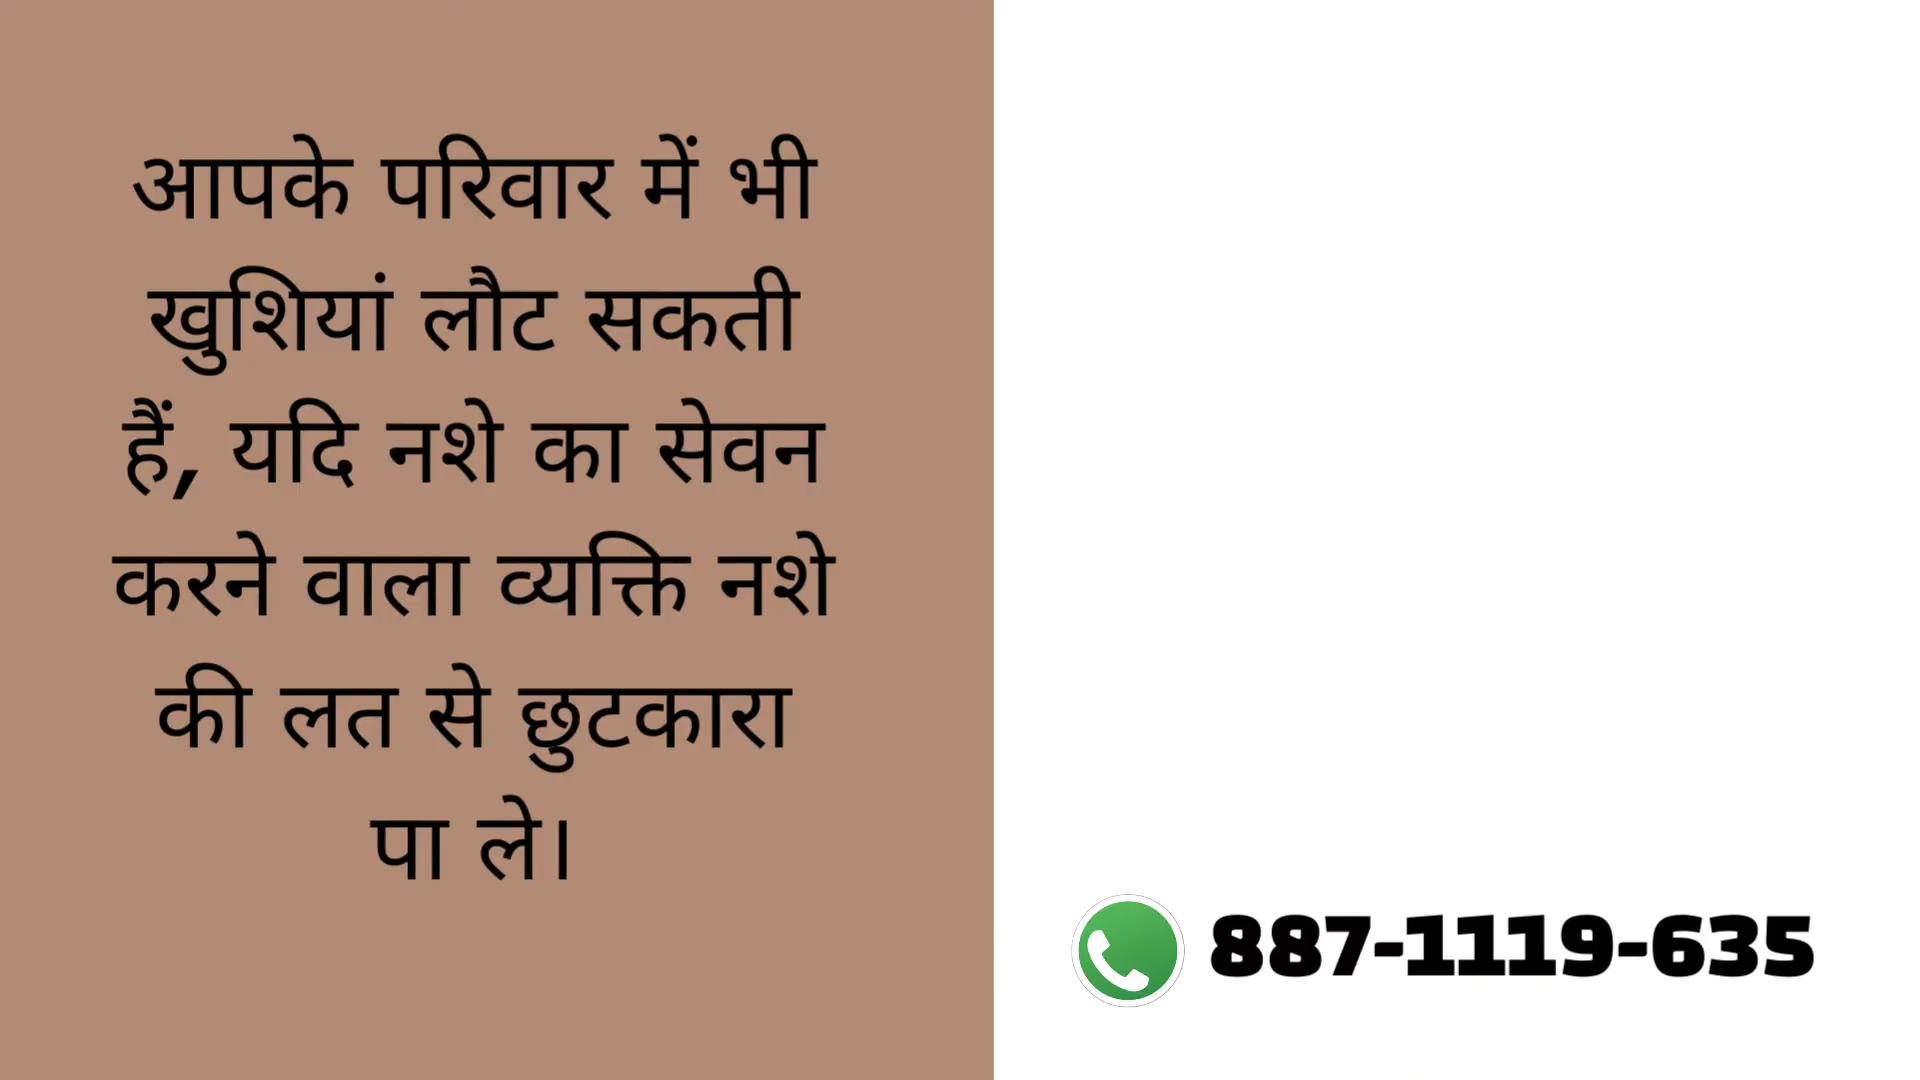 आपके परिवार में भी
खुशियां लौट सकती
हैं, यदि नशे का सेवन
करने वाला व्यक्ति नशे
की लत से छुटकारा
पा ले।
887-1119-635